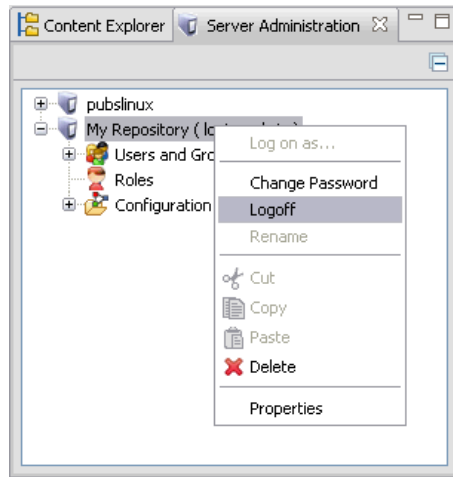 Content Explorer Server Administration
pubslinux
My Repository (
Log on as...
Users and Gro
Change Password
Roles
Logoff
Configuration
Rename
Cut
Copy
Paste
Delete
Properties